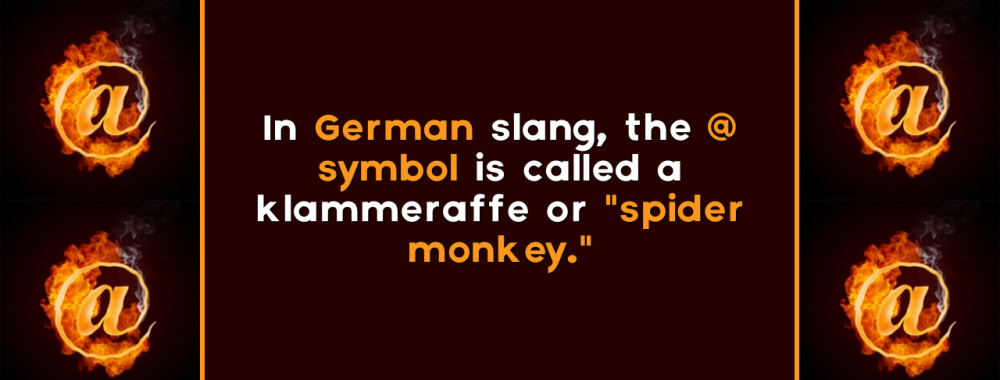 In German slang, the @
symbol is called a
klammeraffe or "spider
monkey."